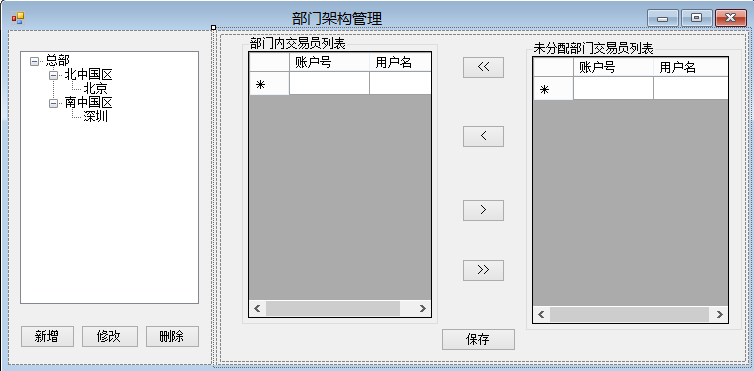 部门架构管理
总部
北中国区
北京
南中国区
深圳
新增 修改 删除
部门内交易员列表
账户号 用户名
<<
<
>
>>
未分配部门交易员列表
账户号 用户名
保存